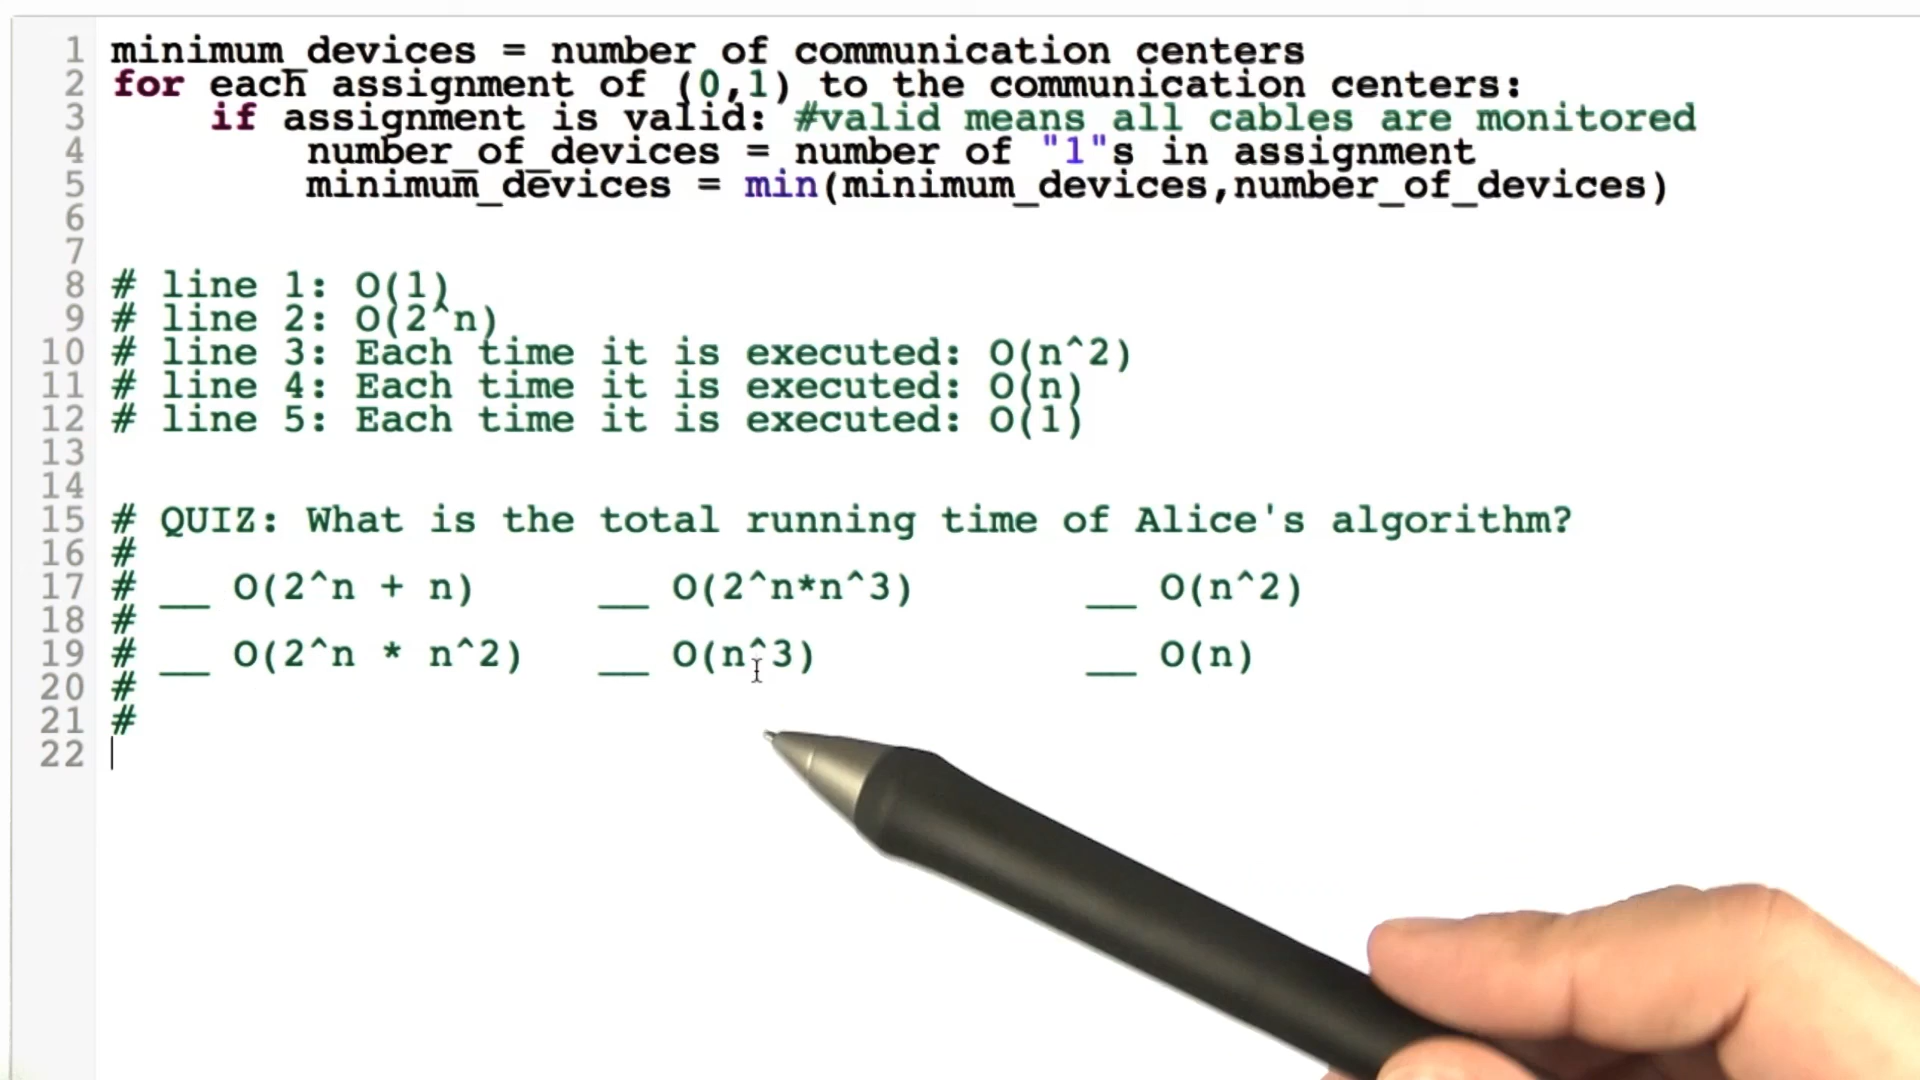 1 minimum_devices = number of communication centers
2 for each assignment of (0,1) to the communication centers:
3 if assignment is valid: #valid means all cables are monitored
4 number_of_devices = number of "1"s in assignment
5 minimum_devices = min(minimum_devices,number_of_devices)
6
7
8 # line 1: O(1)
9 # line 2: O(2^n)
10 # line 3: Each time it is executed: O(n^2)
11 # line 4: Each time it is executed: O(n)
12 # line 5: Each time it is executed: O(1)
13
14
15 # QUIZ: What is the total running time of Alice's algorithm?
16 #
17 # __ O(2^n + n) __ O(2^n*n^3) __ O(n^2)
18 #
19 # __ O(2^n * n^2) __ O(n^3) __ O(n)
20 #
21 #
22